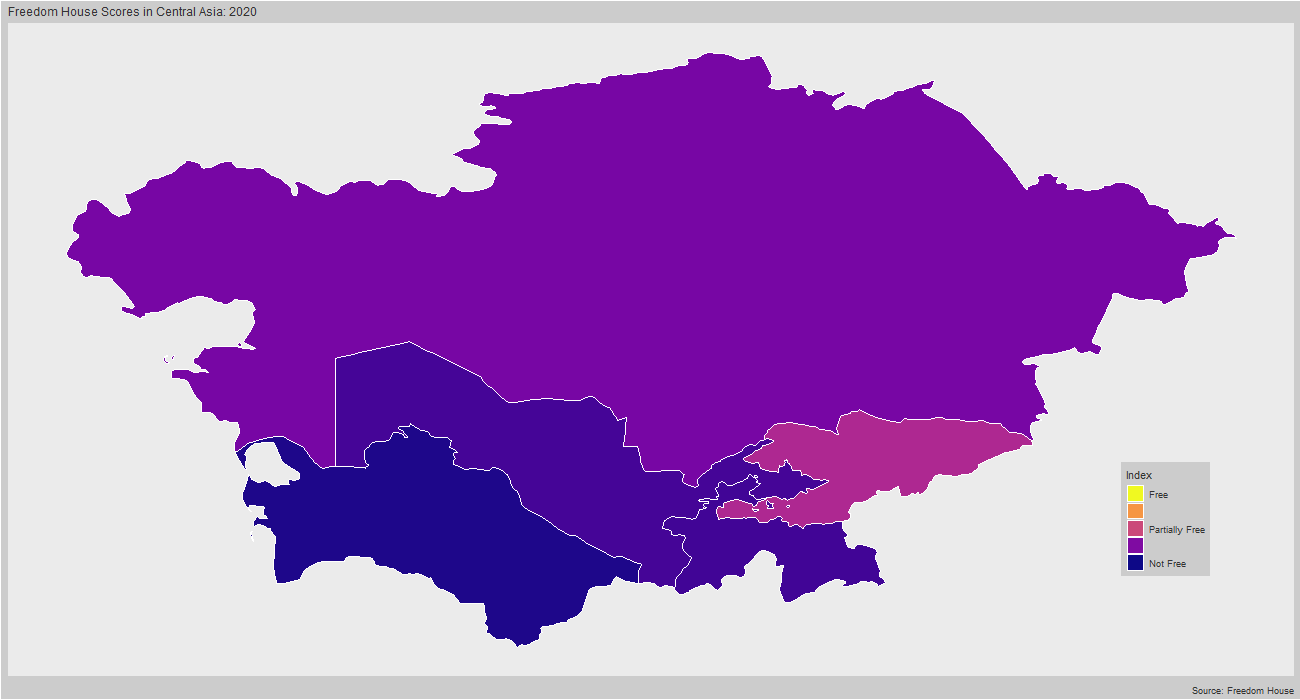 Freedom House Scores in Central Asia: 2020
Index
Free
Partially Free
Not Free
Source: Freedom House